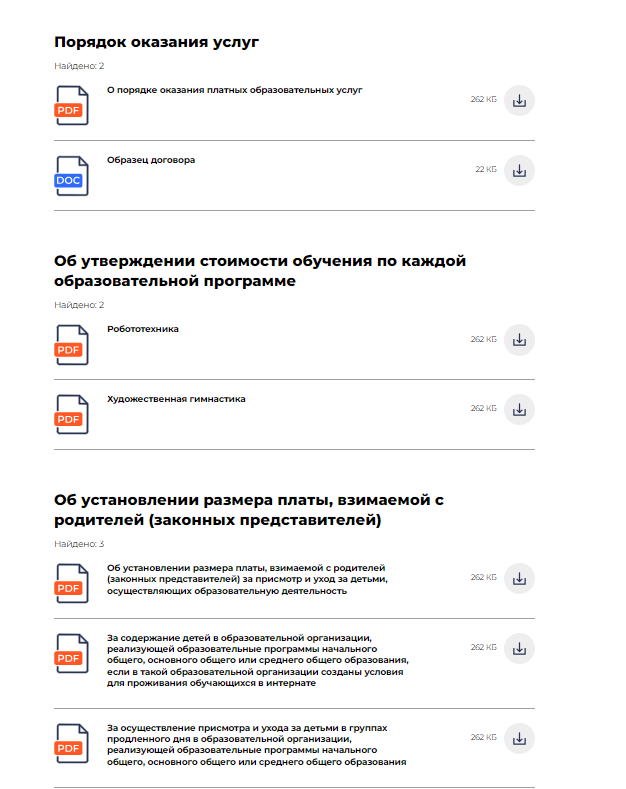 Порядок оказания услуг
Найдено: 2
PDF
О порядке оказания платных образовательных услуг
262 КБ
DOC
Образец договора
22 КБ
Об утверждении стоимости обучения по каждой
образовательной программе
Найдено: 2
PDF
Робототехника
262 КБ
PDF
Художественная гимнастика
262 КБ
Об установлении размера платы, взимаемой с
родителей (законных представителей)
Найдено: 3
PDF
Об установлении размера платы, взимаемой с родителей
(законных представителей) за присмотр и уход за детьми,
осуществляющих образовательную деятельность
262 КБ
PDF
За содержание детей в образовательной организации,
реализующей образовательные программы начального
общего, основного общего или среднего общего образования,
если в такой образовательной организации созданы условия
для проживания обучающихся в интернате
262 КБ
PDF
За осуществление присмотра и ухода за детьми в группах
продленного дня в образовательной организации,
реализующей образовательные программы начального
общего, основного общего или среднего общего образования
262 КБ